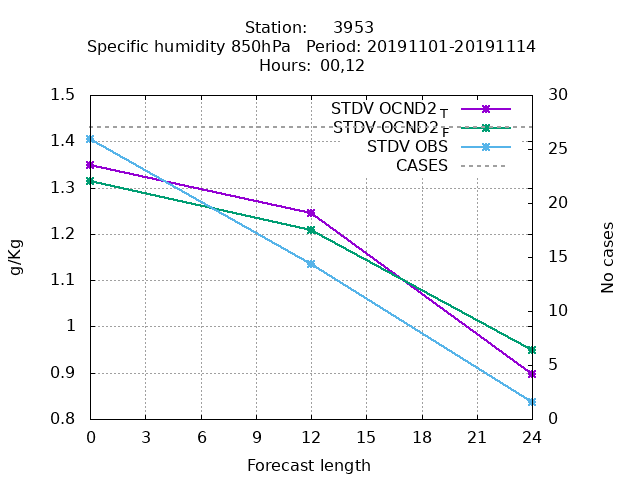 Station: 3953
Specific humidity 850hPa Period: 20191101-20191114
Hours: 00,12
1.5
1.4
1.3
1.2
1.1
1
0.9
0.8
g/Kg
STDV OCND2 T
STDV OCND2 F
STDV OBS
CASES
30
25
20
15
10
5
0
No cases
0 3 6 9 12 15 18 21 24
Forecast length